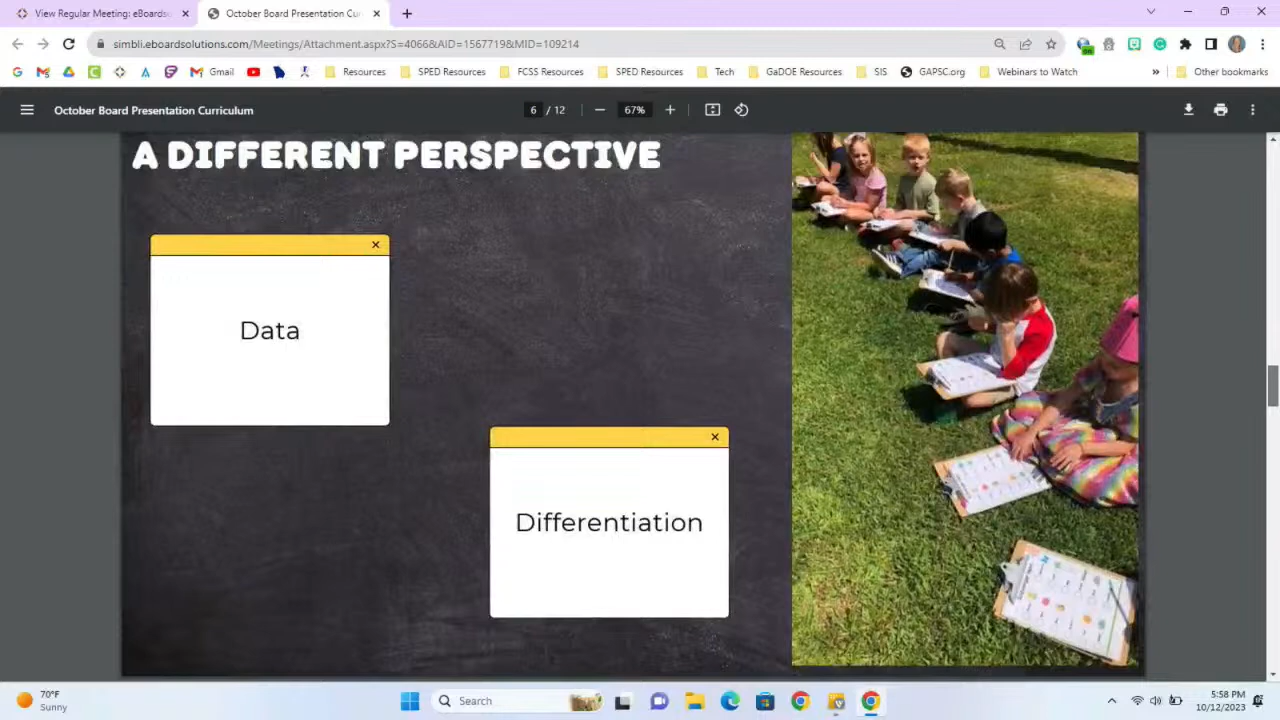 View Regular Meeting: eBoardso
October Board Presentation Cur
simbli.eboardsolutions.com/Meetings/Attachment.aspx?S=4066&AID=1567719&MID=109214
Gmail
Resources
SPED Resources
FCSS Resources
SPED Resources
Tech
GaDOE Resources
SIS
GAPSC.org
Webinars to Watch
»
Other bookmarks
October Board Presentation Curriculum
6 / 12
67%
A DIFFERENT PERSPECTIVE
Data
Differentiation
70°F
Sunny
Search
5:58 PM
10/12/2023